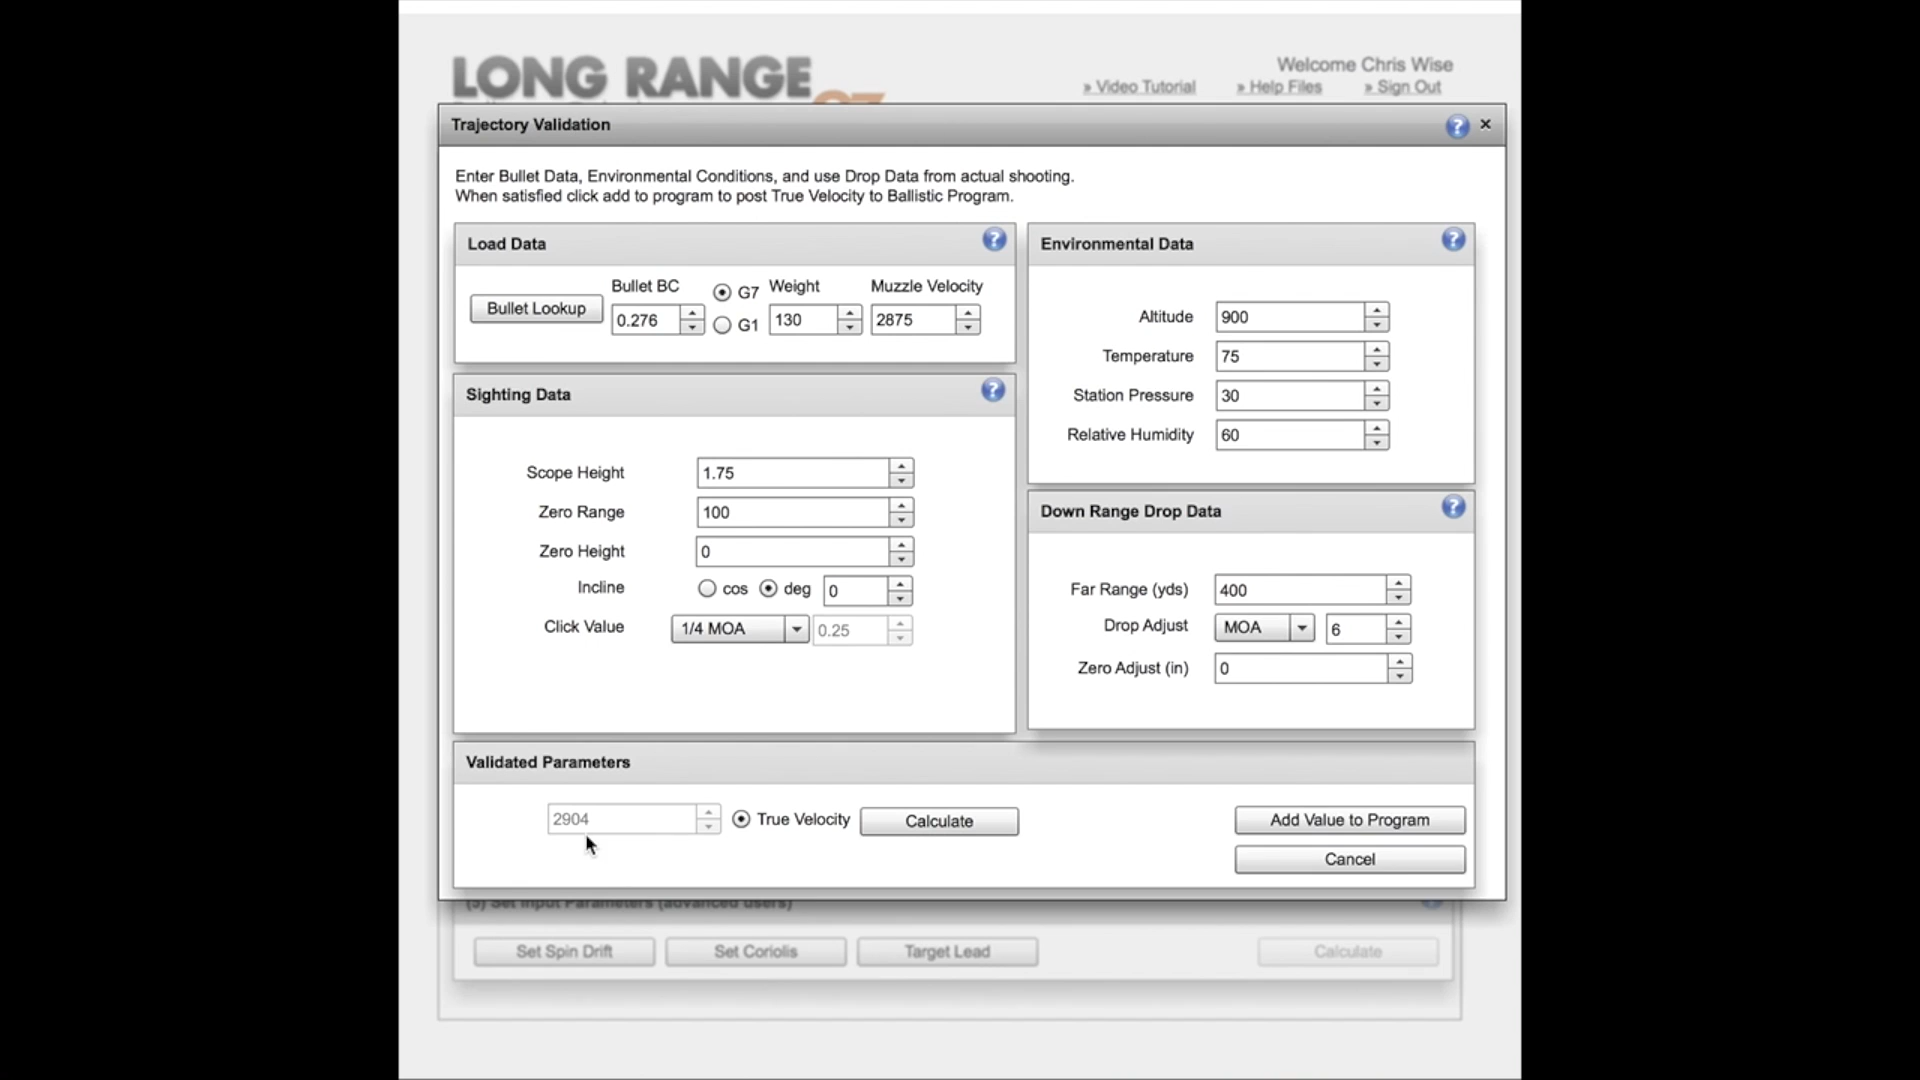 LONG RANGE
Welcome Chris Wise
» Video Tutorial » Help Files » Sign Out
Trajectory Validation
? ×
Enter Bullet Data, Environmental Conditions, and use Drop Data from actual shooting.
When satisfied click add to program to post True Velocity to Ballistic Program.
Load Data ?
Bullet Lookup
Bullet BC
0.276
G7
G1
Weight
130
Muzzle Velocity
2875
Environmental Data ?
Altitude 900
Temperature 75
Station Pressure 30
Relative Humidity 60
Sighting Data ?
Scope Height 1.75
Zero Range 100
Zero Height 0
Incline cos deg 0
Click Value 1/4 MOA 0.25
Down Range Drop Data ?
Far Range (yds) 400
Drop Adjust MOA 6
Zero Adjust (in) 0
Validated Parameters
2904 True Velocity Calculate
Add Value to Program
Cancel
(5) Set Input Parameters (advanced users)
Set Spin Drift Set Coriolis Target Lead Calculate